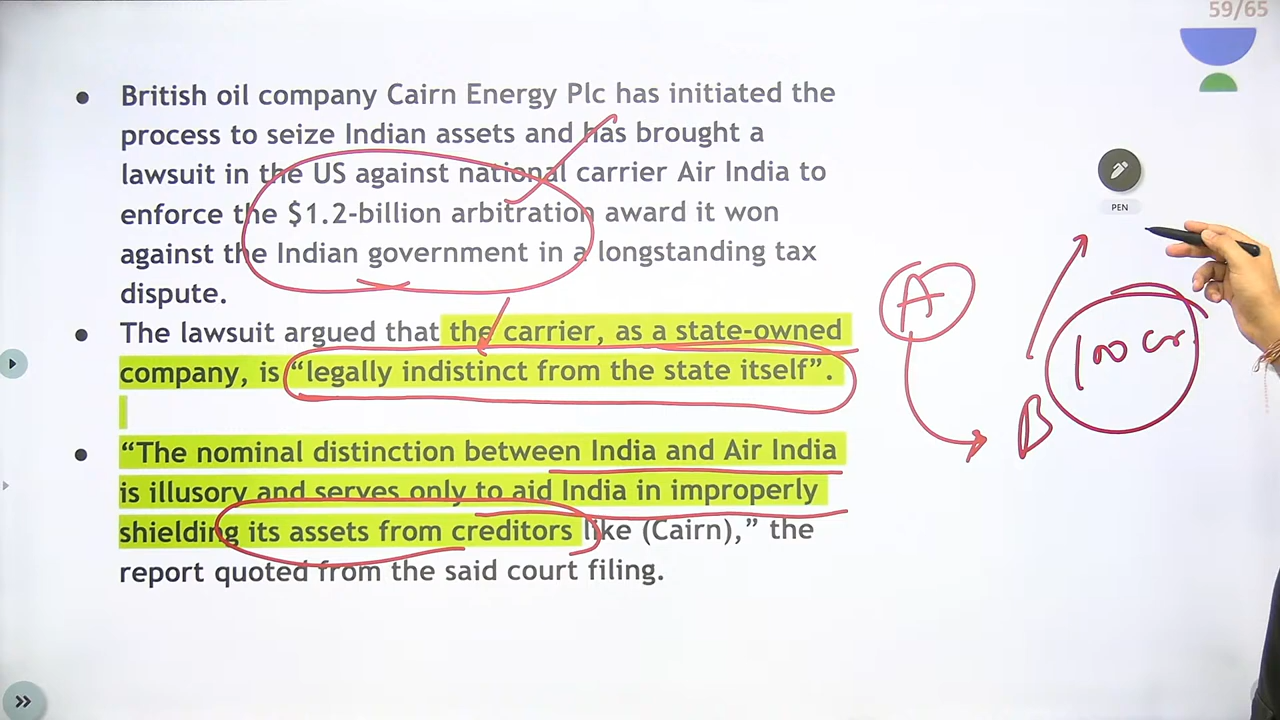 59/65
British oil company Cairn Energy Plc has initiated the
process to seize Indian assets and has brought a
lawsuit in the US against national carrier Air India to
enforce the $1.2-billion arbitration award it won
against the Indian government in a longstanding tax
dispute.
The lawsuit argued that the carrier, as a state-owned
company, is “legally indistinct from the state itself”.
“The nominal distinction between India and Air India
is illusory and serves only to aid India in improperly
shielding its assets from creditors like (Cairn),” the
report quoted from the said court filing.
PEN
A
100 cr.
B